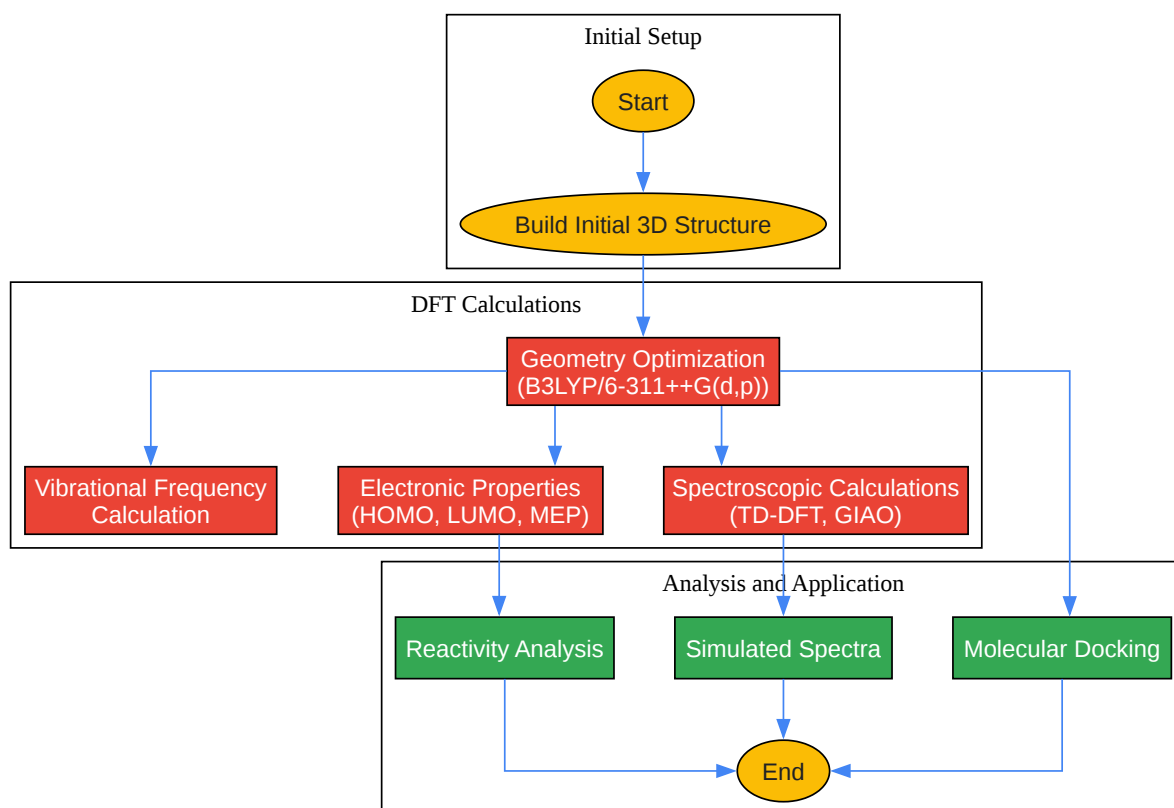 Initial Setup
Start
Build Initial 3D Structure
DFT Calculations
Geometry Optimization
(B3LYP/6-311++G(d,p))
Vibrational Frequency
Calculation
Electronic Properties
(HOMO, LUMO, MEP)
Spectroscopic Calculations
(TD-DFT, GIAO)
Analysis and Application
Reactivity Analysis
Simulated Spectra
Molecular Docking
End